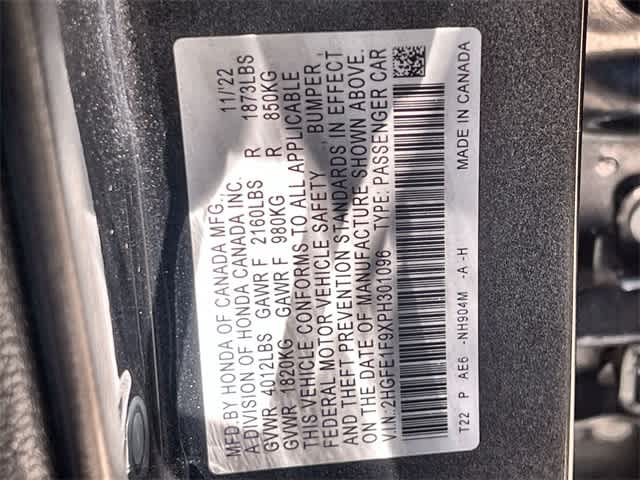 MFD.BY HONDA OF CANADA MFG., 11/'22
A DIVISION OF HONDA CANADA INC.
GVWR 4012LBS GAWR F 2160LBS R 1873LBS
GVWR 1820KG GAWR F 980KG R 850KG
THIS VEHICLE CONFORMS TO ALL APPLICABLE
FEDERAL MOTOR VEHICLE SAFETY, BUMPER,
AND THEFT PREVENTION STANDARDS IN EFFECT
ON THE DATE OF MANUFACTURE SHOWN ABOVE.
V.I.N.:2HGFE1F9XPH301096 TYPE: PASSENGER CAR
T22 P AE6 -NH904M -A -H MADE IN CANADA